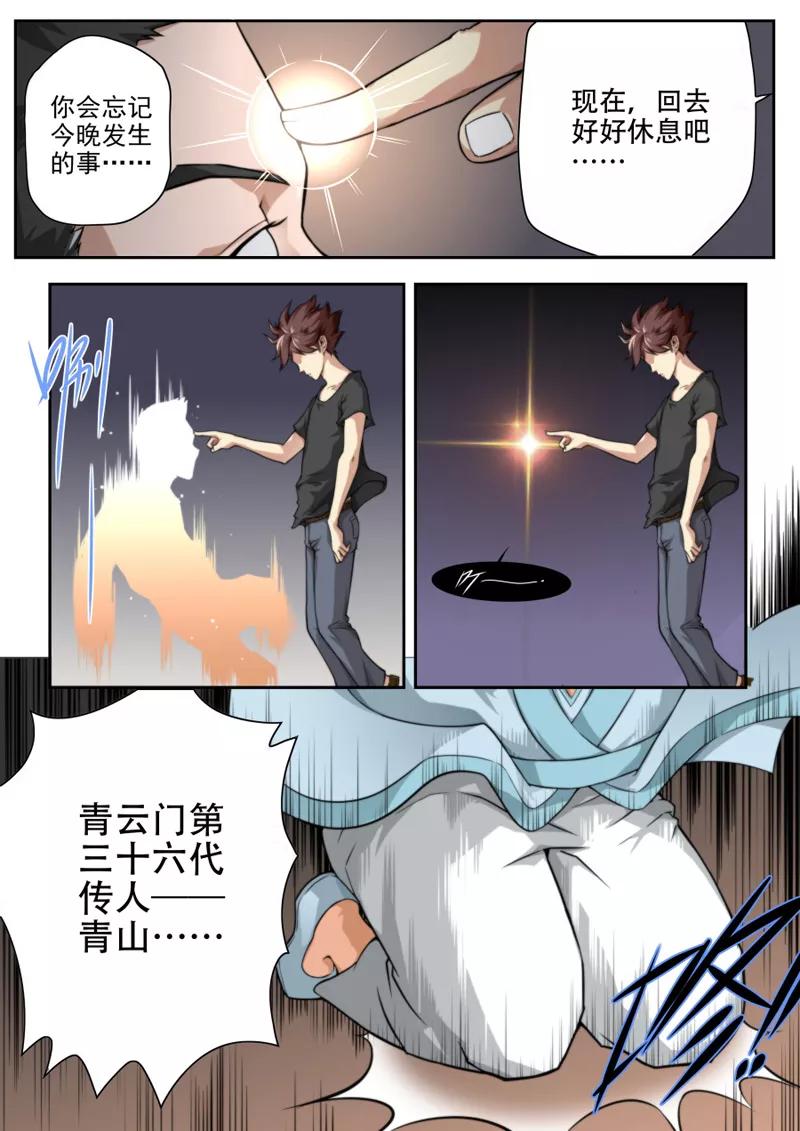 你会忘记
今晚发生
的事……
现在，回去
好好休息吧
……
唰
吖——.
青云门第
三十六代
传人——
青山……
咚!!